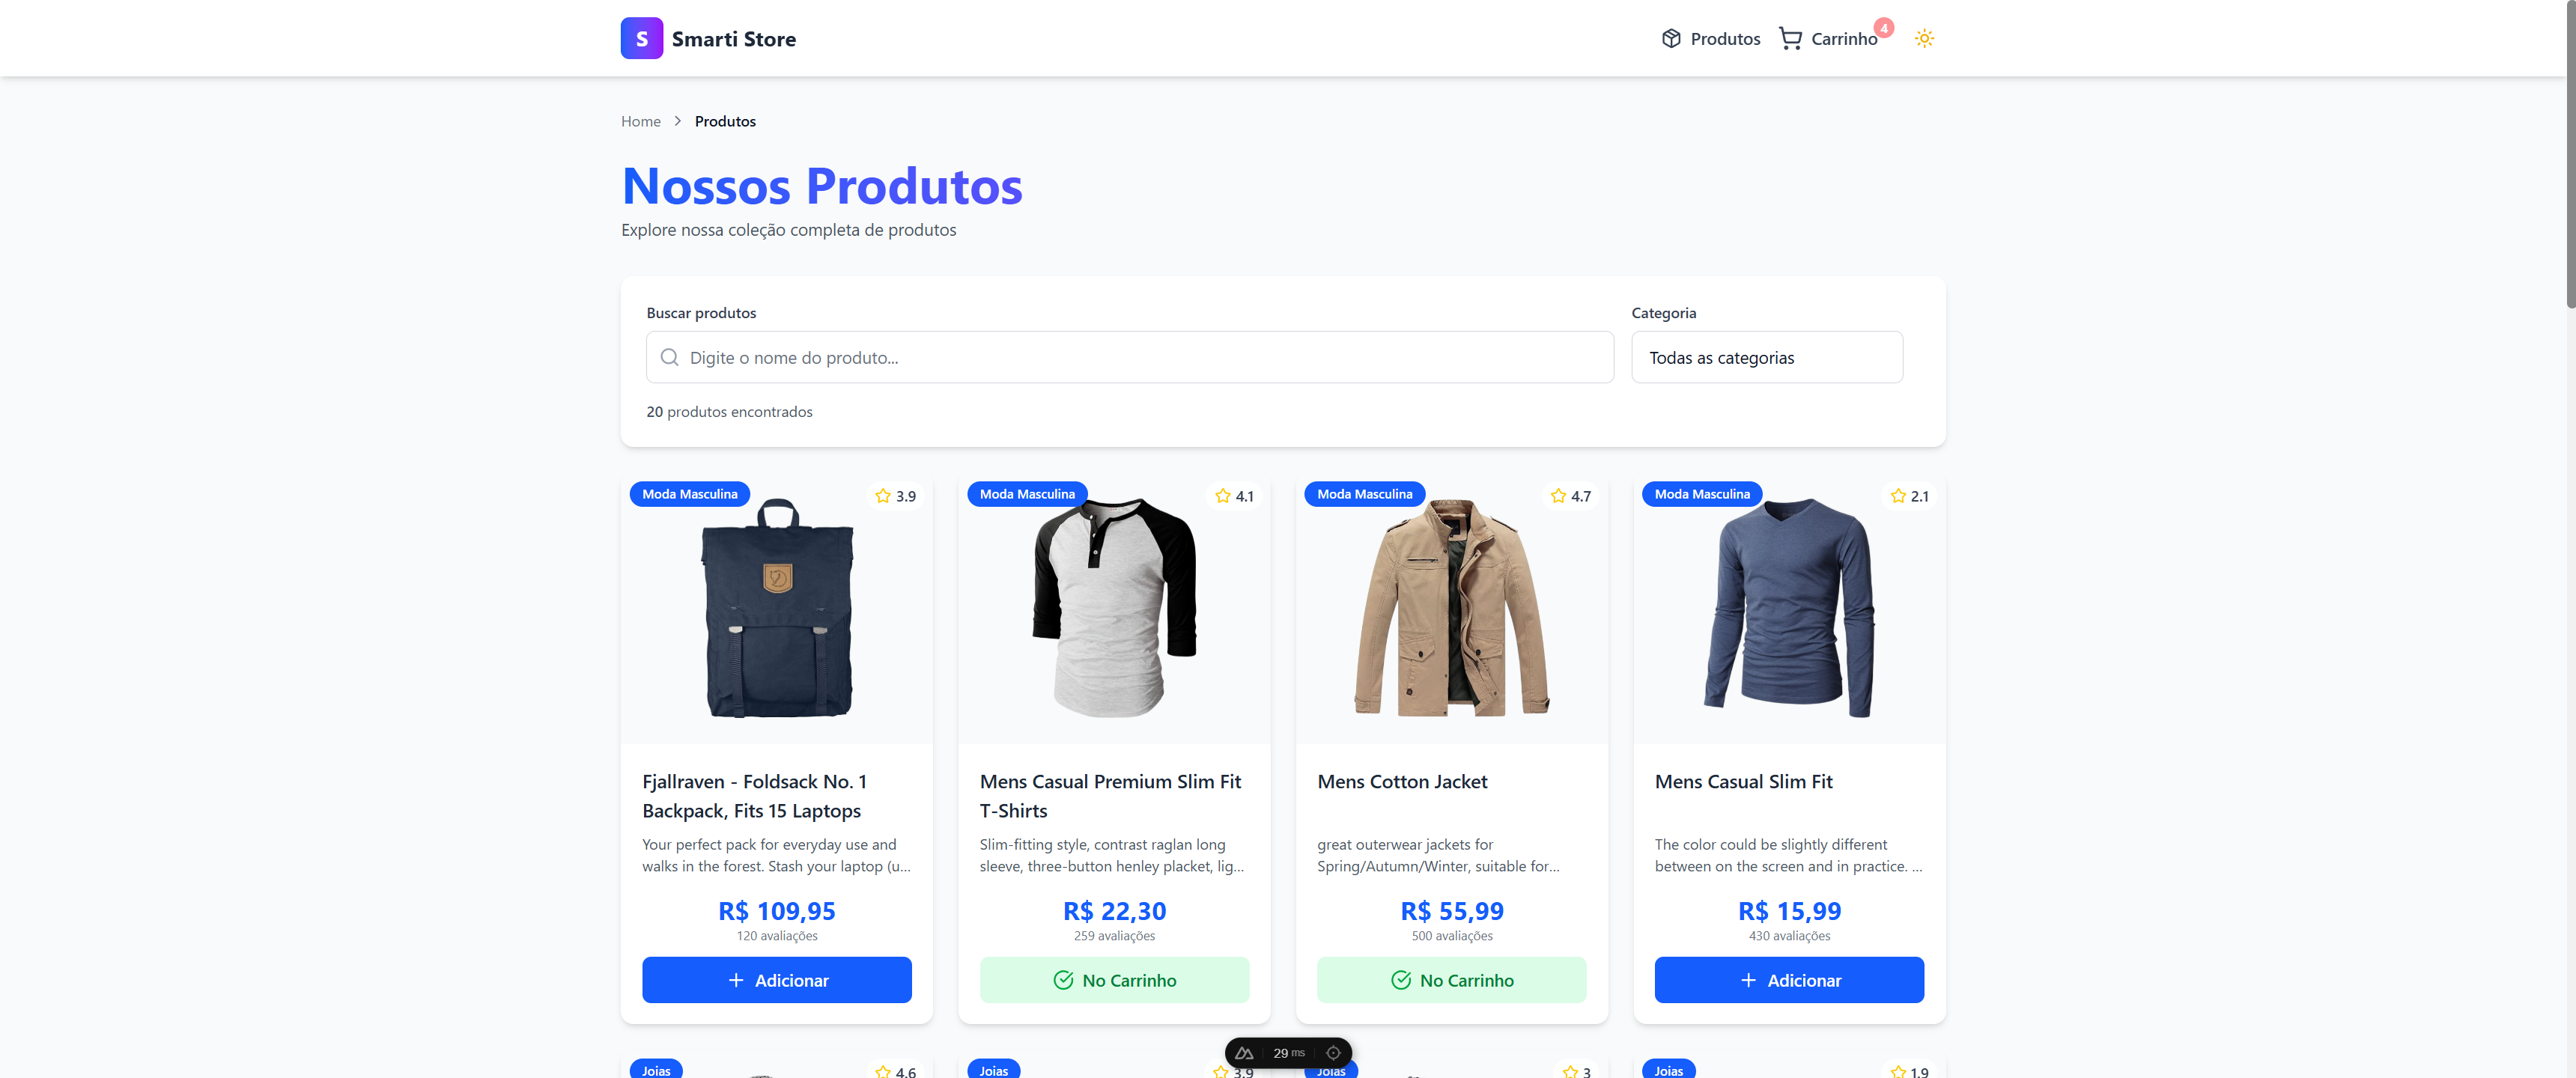 S Smarti Store
Produtos Carrinho 4
Home > Produtos
Nossos Produtos
Explore nossa coleção completa de produtos
Buscar produtos
Digite o nome do produto...
Categoria
Todas as categorias
20 produtos encontrados
Moda Masculina 3.9
Fjallraven - Foldsack No. 1
Backpack, Fits 15 Laptops
Your perfect pack for everyday use and
walks in the forest. Stash your laptop (u...
R$ 109,95
120 avaliações
+ Adicionar
Moda Masculina 4.1
Mens Casual Premium Slim Fit
T-Shirts
Slim-fitting style, contrast raglan long
sleeve, three-button henley placket, lig...
R$ 22,30
259 avaliações
No Carrinho
Moda Masculina 4.7
Mens Cotton Jacket
great outerwear jackets for
Spring/Autumn/Winter, suitable for...
R$ 55,99
500 avaliações
No Carrinho
Moda Masculina 2.1
Mens Casual Slim Fit
The color could be slightly different
between on the screen and in practice. ...
R$ 15,99
430 avaliações
+ Adicionar
Joias 4.6
Joias 3.9
Joias 3
Joias 1.9
29 ms